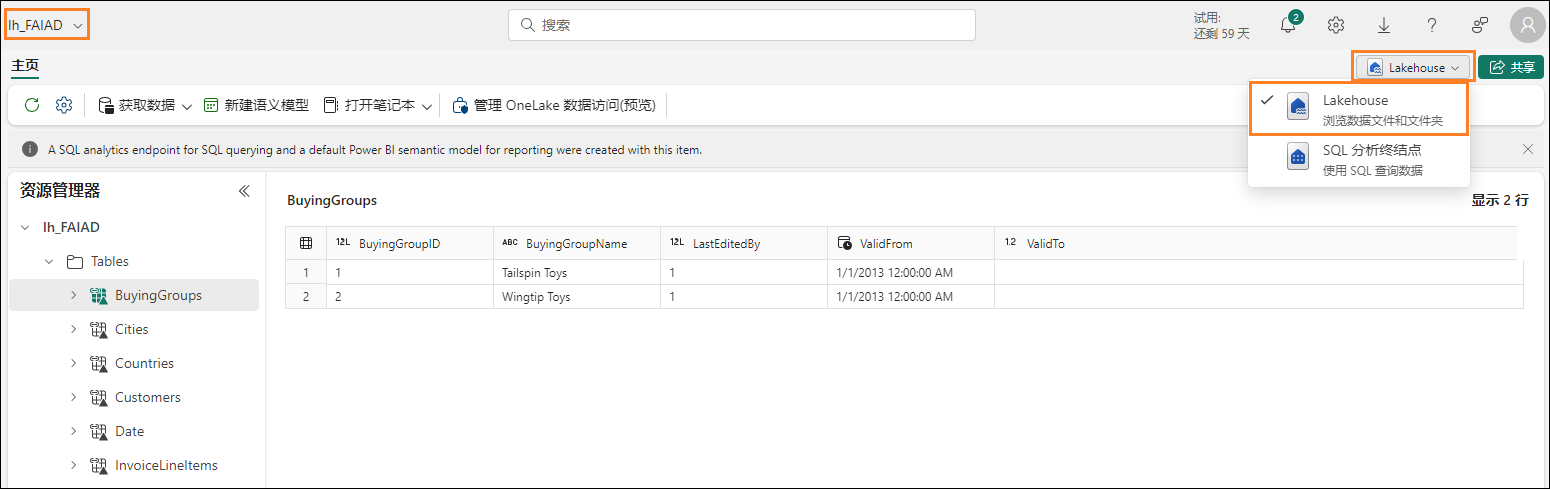 lh_FAIAD
搜索
试用:
还剩 59 天
2
?
主页
Lakehouse
共享
获取数据
新建语义模型
打开笔记本
管理 OneLake 数据访问(预览)
Lakehouse
浏览数据文件和文件夹
SQL 分析终结点
使用 SQL 查询数据
A SQL analytics endpoint for SQL querying and a default Power BI semantic model for reporting were created with this item.
资源管理器
lh_FAIAD
Tables
BuyingGroups
Cities
Countries
Customers
Date
InvoiceLineItems
BuyingGroups
显示 2 行
12L BuyingGroupID ABC BuyingGroupName 12L LastEditedBy ValidFrom 1.2 ValidTo
1 1 Tailspin Toys 1 1/1/2013 12:00:00 AM
2 2 Wingtip Toys 1 1/1/2013 12:00:00 AM